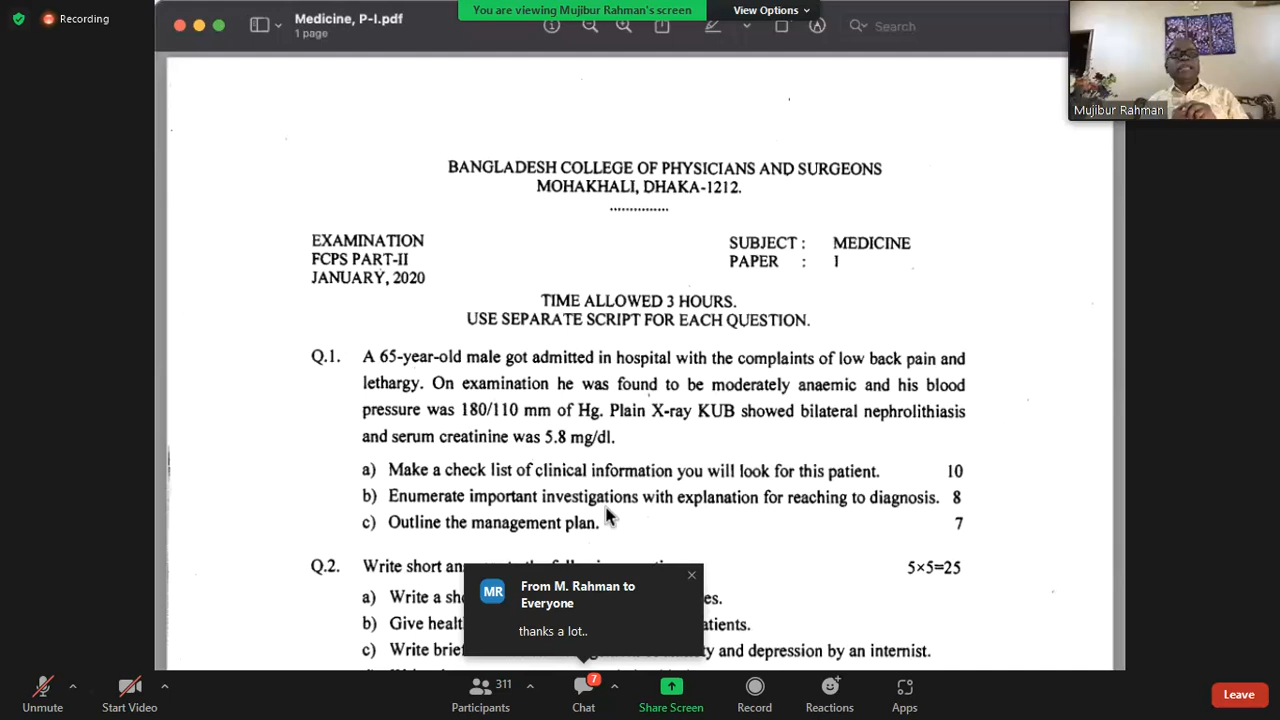 Recording
Medicine, P-I.pdf
1 page
You are viewing Mujibur Rahman's screen
View Options
Search
Mujibur Rahman
BANGLADESH COLLEGE OF PHYSICIANS AND SURGEONS
MOHAKHALI, DHAKA-1212.
...............
EXAMINATION
FCPS PART-II
JANUARY, 2020
SUBJECT : MEDICINE
PAPER : I
TIME ALLOWED 3 HOURS.
USE SEPARATE SCRIPT FOR EACH QUESTION.
Q.1. A 65-year-old male got admitted in hospital with the complaints of low back pain and
lethargy. On examination he was found to be moderately anaemic and his blood
pressure was 180/110 mm of Hg. Plain X-ray KUB showed bilateral nephrolithiasis
and serum creatinine was 5.8 mg/dl.
a) Make a check list of clinical information you will look for this patient. 10
b) Enumerate important investigations with explanation for reaching to diagnosis. 8
c) Outline the management plan. 7
Q.2. Write short 5×5=25
a) Write a
b) Give
c) Write and depression by an internist.
MR
From M. Rahman to
Everyone
thanks a lot..
Unmute
Start Video
311
Participants
7
Chat
Share Screen
Record
Reactions
Apps
Leave